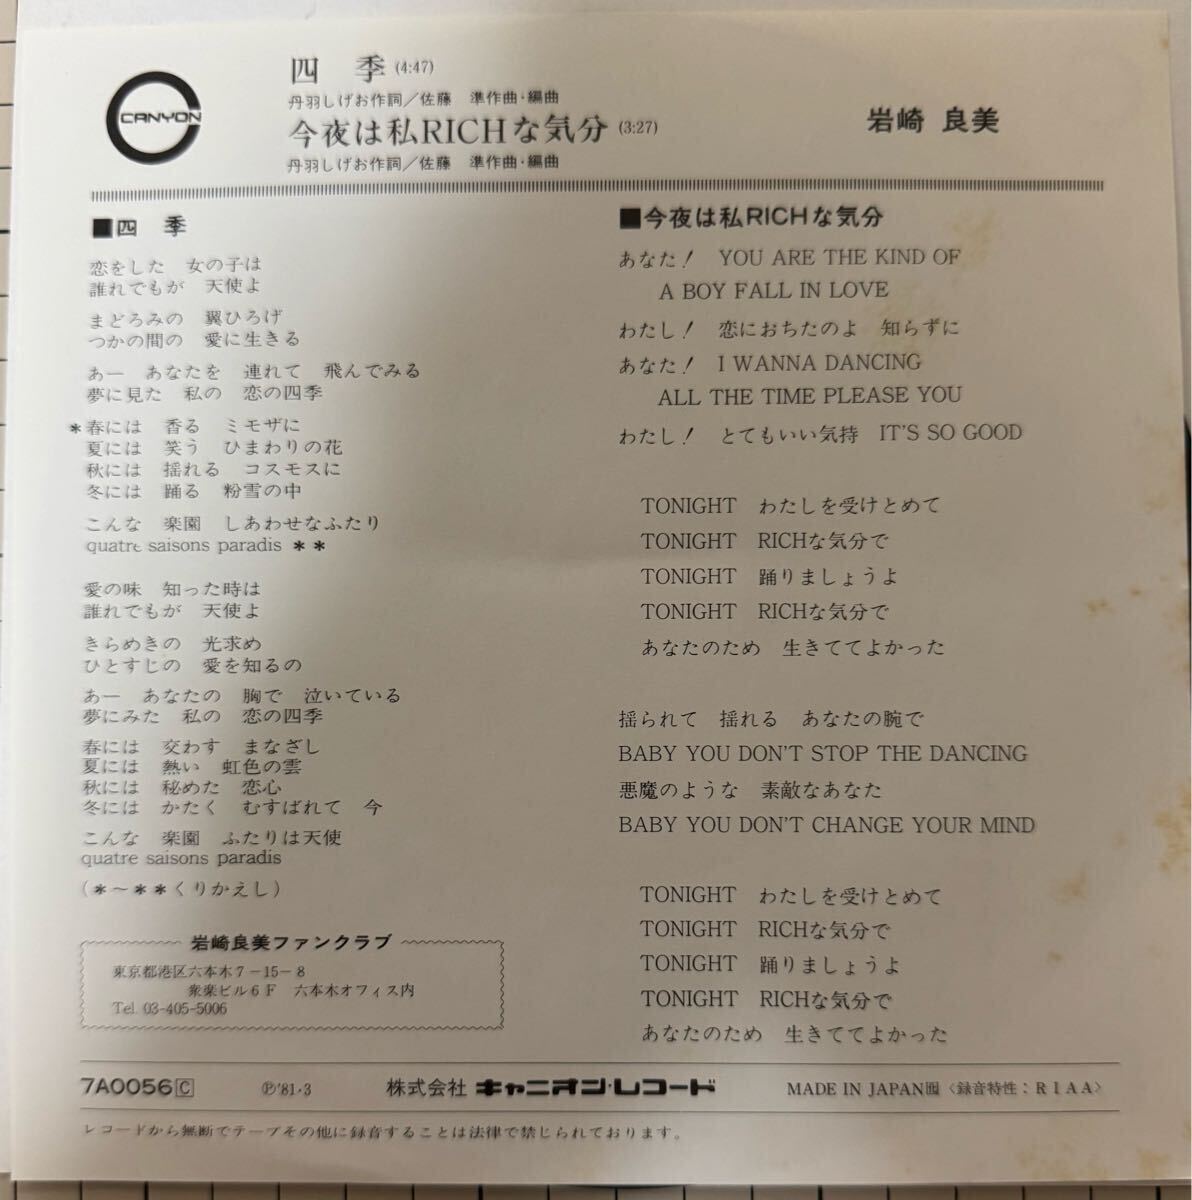 CANYON
四　季 (4:47)
丹羽しげお作詞／佐藤　準作曲・編曲
今夜は私RICHな気分 (3:27)
丹羽しげお作詞／佐藤　準作曲・編曲
岩崎 良美
■四　季
恋をした　女の子は
誰れでもが　天使よ
まどろみの　翼ひろげ
つかの間の　愛に生きる
あー　あなたを　連れて　飛んでみる
夢に見た　私の　恋の四季
＊春には　香る　ミモザに
夏には　笑う　ひまわりの花
秋には　揺れる　コスモスに
冬には　踊る　粉雪の中
こんな　楽園　しあわせなふたり
quatre saisons paradis ＊＊
愛の味　知った時は
誰れでもが　天使よ
きらめきの　光求め
ひとすじの　愛を知るの
あー　あなたの　胸で　泣いている
夢にみた　私の　恋の四季
春には　交わす　まなざし
夏には　熱い　虹色の雲
秋には　秘めた　恋心
冬には　かたく　むすばれて　今
こんな　楽園　ふたりは天使
quatre saisons paradis
(＊〜＊＊くりかえし)
岩崎良美ファンクラブ
東京都港区六本木7－15－8
衆楽ビル6F　六本木オフィス内
Tel. 03-405-5006
■今夜は私RICHな気分
あなた！　YOU ARE THE KIND OF
A BOY FALL IN LOVE
わたし！　恋におちたのよ　知らずに
あなた！　I WANNA DANCING
ALL THE TIME PLEASE YOU
わたし！　とてもいい気持　IT'S SO GOOD
TONIGHT　わたしを受けとめて
TONIGHT　RICHな気分で
TONIGHT　踊りましょうよ
TONIGHT　RICHな気分で
あなたのため　生きててよかった
揺られて　揺れる　あなたの腕で
BABY YOU DON'T STOP THE DANCING
悪魔のような　素敵なあなた
BABY YOU DON'T CHANGE YOUR MIND
TONIGHT　わたしを受けとめて
TONIGHT　RICHな気分で
TONIGHT　踊りましょうよ
TONIGHT　RICHな気分で
あなたのため　生きててよかった
7A0056 C　Ⓟ'81・3　株式会社 キャニオン・レコード　MADE IN JAPAN 〈録音特性：RIAA〉
レコードから無断でテープその他に録音することは法律で禁じられております。